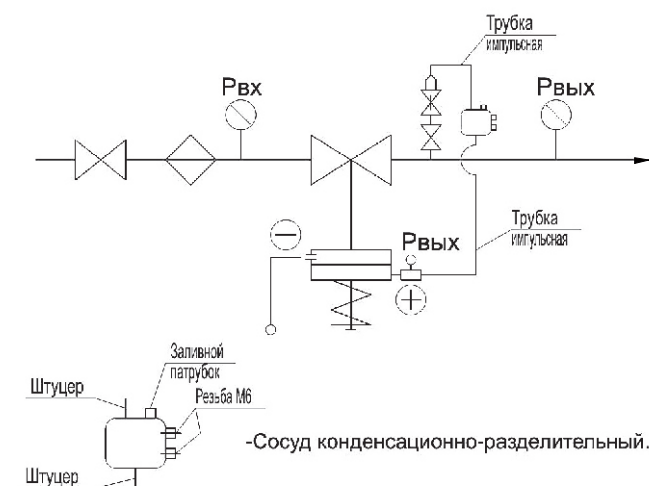 Трубка
импульсная
Рвх
Рвых
Трубка
импульсная
Рвых
−
+
Заливной
патрубок
Штуцер
Резьба М6
-Сосуд конденсационно-разделительный.
Штуцер